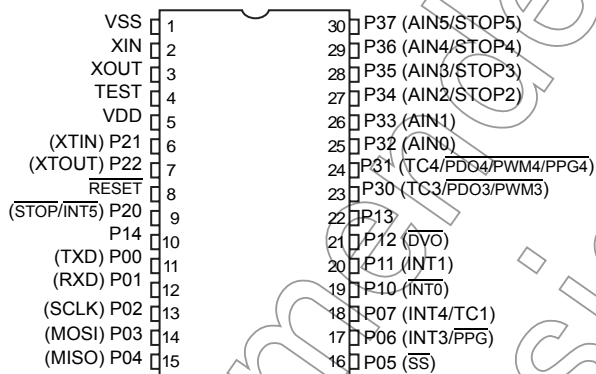 VSS 1
XIN 2
XOUT 3
TEST 4
VDD 5
(XTIN) P21 6
(XTOUT) P22 7
RESET 8
(STOP/INT5) P20 9
P14 10
(TXD) P00 11
(RXD) P01 12
(SCLK) P02 13
(MOSI) P03 14
(MISO) P04 15
30 P37 (AIN5/STOP5)
29 P36 (AIN4/STOP4)
28 P35 (AIN3/STOP3)
27 P34 (AIN2/STOP2)
26 P33 (AIN1)
25 P32 (AIN0)
24 P31 (TC4/PDO4/PWM4/PPG4)
23 P30 (TC3/PDO3/PWM3)
22 P13
21 P12 (DVO)
20 P11 (INT1)
19 P10 (INT0)
18 P07 (INT4/TC1)
17 P06 (INT3/PPG)
16 P05 (SS)